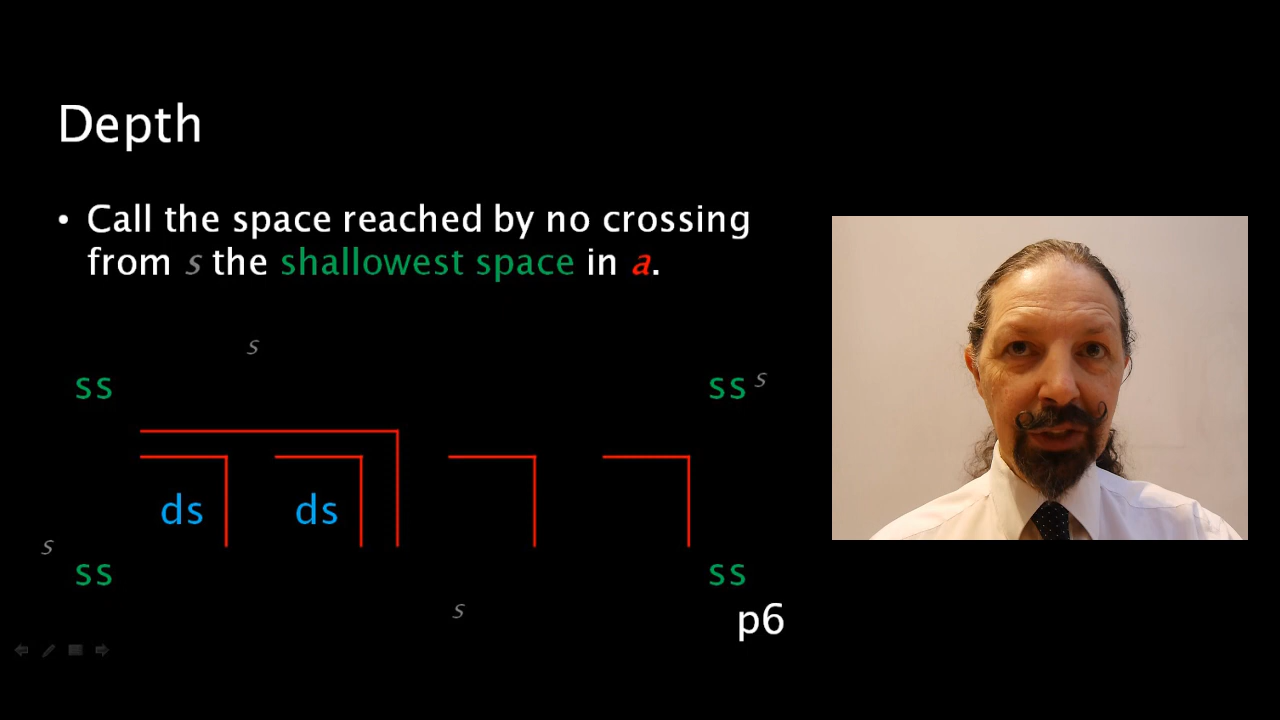 Depth
• Call the space reached by no crossing
from s the shallowest space in a.
s
ss ss s
ds ds
s
ss ss
s
p6